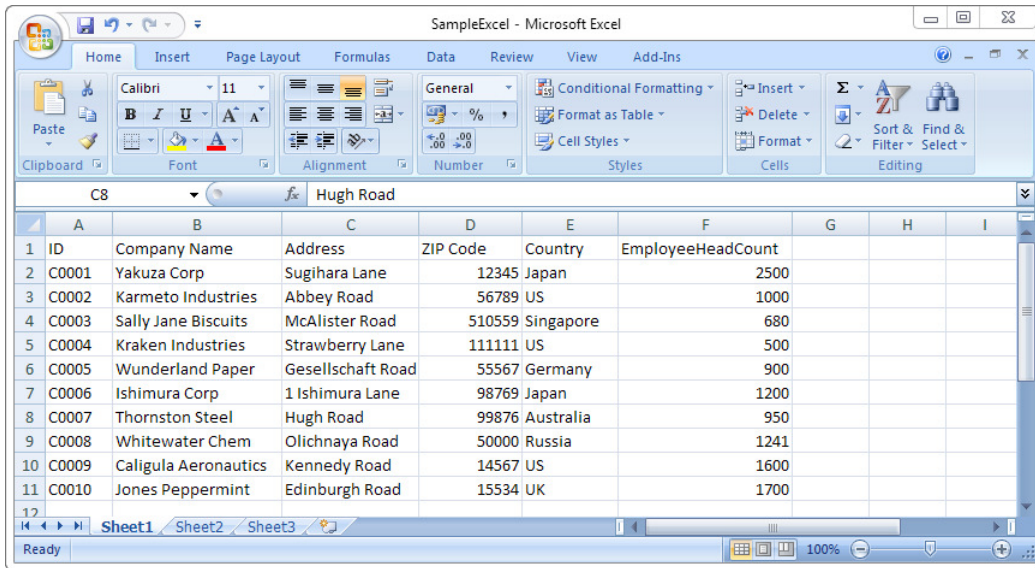 SampleExcel - Microsoft Excel
Home Insert Page Layout Formulas Data Review View Add-Ins
Calibri 11 General Conditional Formatting Insert Σ
Paste B I U A A % , Format as Table Delete Sort & Find &
A .0 .00 .00 .0 Cell Styles Format Filter Select
Clipboard Font Alignment Number Styles Cells Editing
C8 fx Hugh Road
A B C D E F G H I
1 ID Company Name Address ZIP Code Country EmployeeHeadCount
2 C0001 Yakuza Corp Sugihara Lane 12345 Japan 2500
3 C0002 Karmeto Industries Abbey Road 56789 US 1000
4 C0003 Sally Jane Biscuits McAlister Road 510559 Singapore 680
5 C0004 Kraken Industries Strawberry Lane 111111 US 500
6 C0005 Wunderland Paper Gesellschaft Road 55567 Germany 900
7 C0006 Ishimura Corp 1 Ishimura Lane 98769 Japan 1200
8 C0007 Thornston Steel Hugh Road 99876 Australia 950
9 C0008 Whitewater Chem Olichnaya Road 50000 Russia 1241
10 C0009 Caligula Aeronautics Kennedy Road 14567 US 1600
11 C0010 Jones Peppermint Edinburgh Road 15534 UK 1700
12
Sheet1 Sheet2 Sheet3
Ready 100%